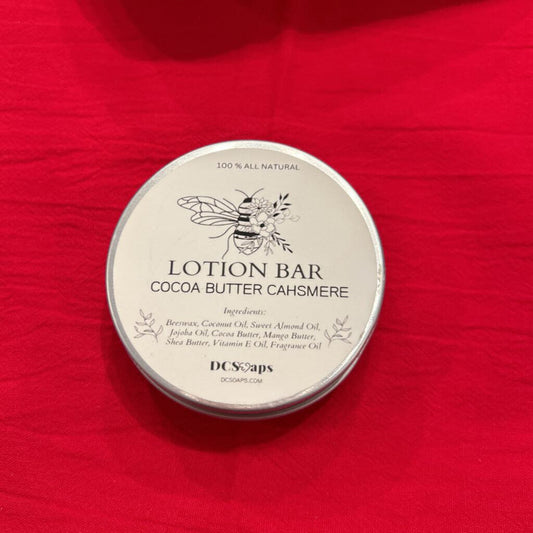 100 % ALL NATURAL
LOTION BAR
COCOA BUTTER CAHSMERE
Ingredients:
Beeswax, Coconut Oil, Sweet Almond Oil,
Jojoba Oil, Cocoa Butter, Mango Butter,
Shea Butter, Vitamin E Oil, Fragrance Oil
DCSoaps
DCSOAPS.COM